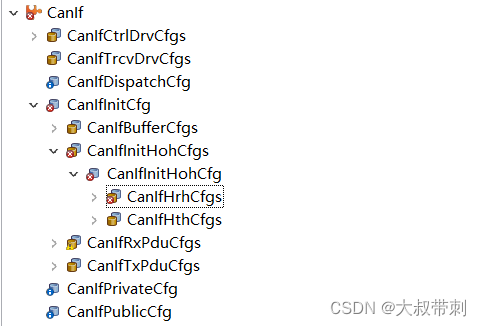 CanIf
CanIfCtrlDrvCfgs
CanIfTrcvDrvCfgs
CanIfDispatchCfg
CanIfInitCfg
CanIfBufferCfgs
CanIfInitHohCfgs
CanIfInitHohCfg
CanIfHrhCfgs
CanIfHthCfgs
CanIfRxPduCfgs
CanIfTxPduCfgs
CanIfPrivateCfg
CanIfPublicCfg
CSDN @大叔带刺